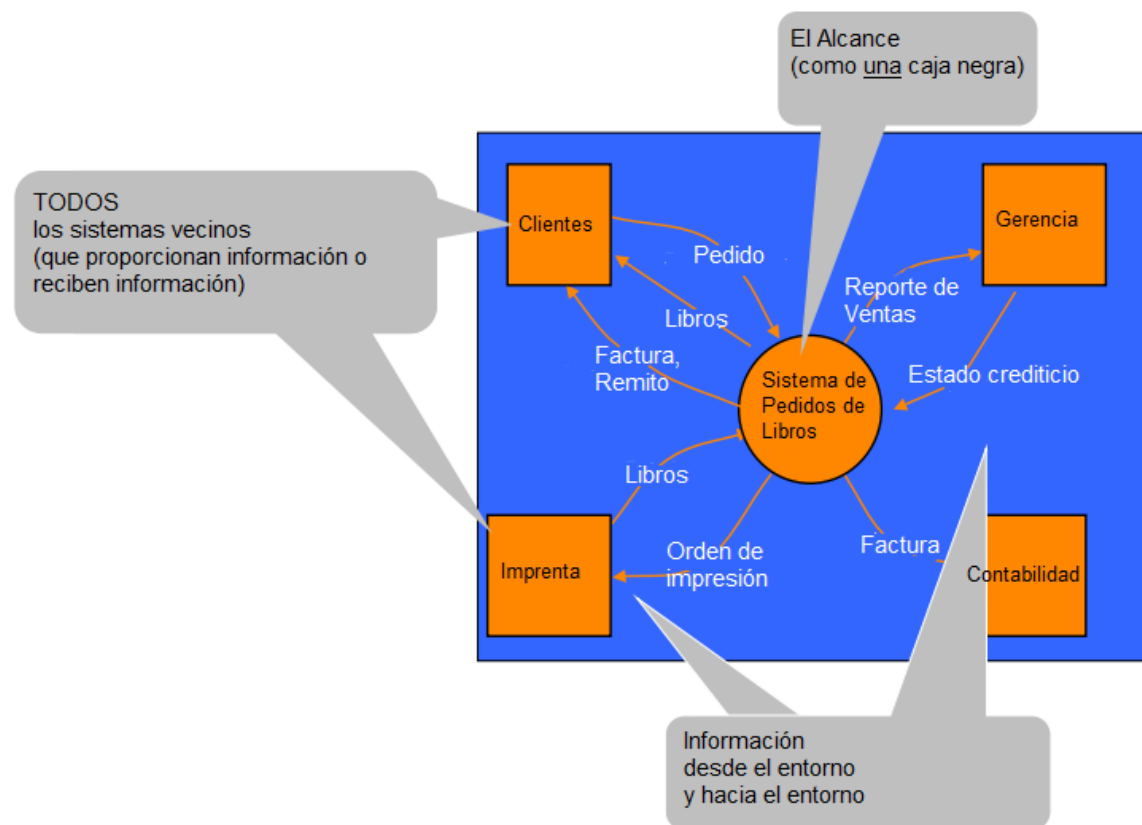 El Alcance
(como una caja negra)
TODOS
los sistemas vecinos
(que proporcionan información o
reciben información)
Clientes
Gerencia
Pedido
Reporte de
Ventas
Libros
Factura,
Remito
Sistema de
Pedidos de
Libros
Estado crediticio
Libros
Imprenta
Orden de
impresión
Factura
Contabilidad
Información
desde el entorno
y hacia el entorno